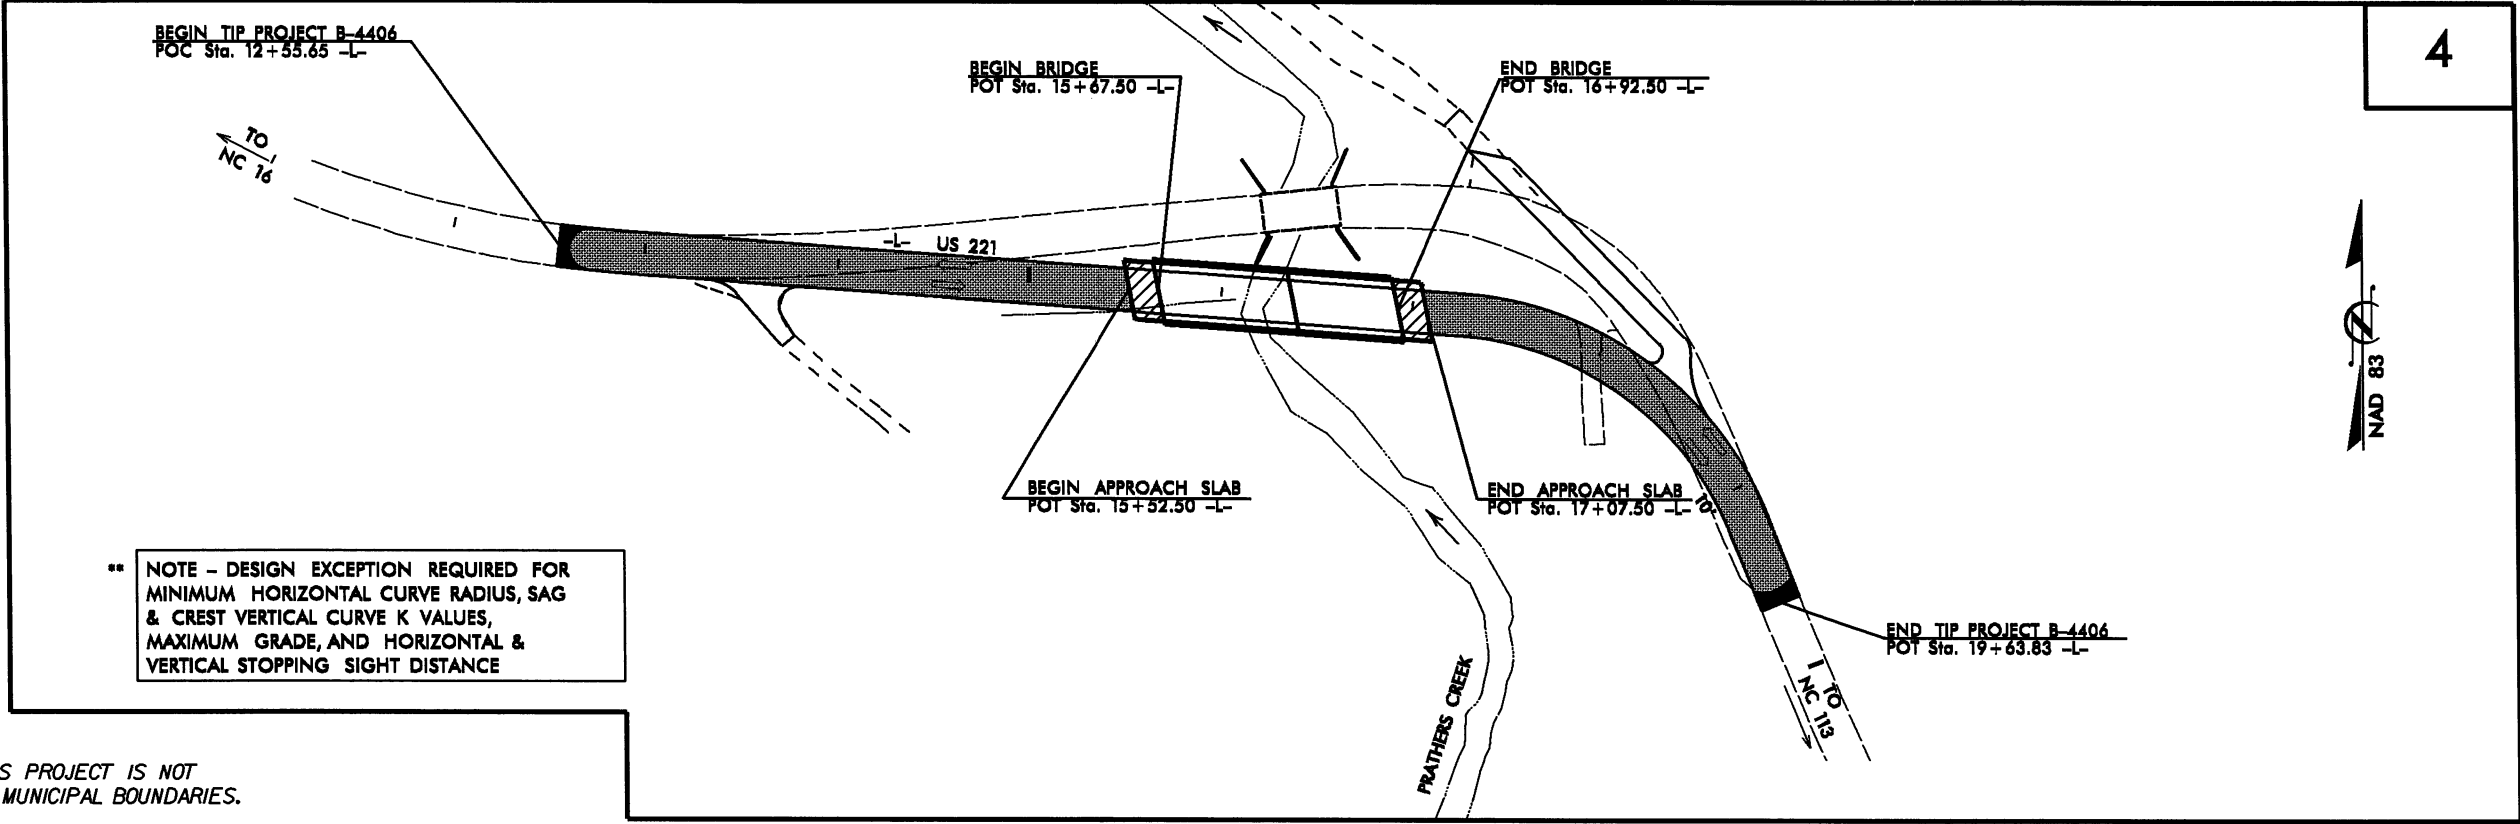 BEGIN TIP PROJECT B-4406
POC Sta. 12+55.65 -L-
BEGIN BRIDGE
POT Sta. 15+67.50 -L-
END BRIDGE
POT Sta. 16+92.50 -L-
4
TO
NC 16
-L- US 221
NAD 83
BEGIN APPROACH SLAB
POT Sta. 15+52.50 -L-
END APPROACH SLAB
POT Sta. 17+07.50 -L-
TO
** NOTE - DESIGN EXCEPTION REQUIRED FOR
MINIMUM HORIZONTAL CURVE RADIUS, SAG
& CREST VERTICAL CURVE K VALUES,
MAXIMUM GRADE, AND HORIZONTAL &
VERTICAL STOPPING SIGHT DISTANCE
END TIP PROJECT B-4406
POT Sta. 19+63.83 -L-
TO
NC 113
PRATHERS CREEK
S PROJECT IS NOT
MUNICIPAL BOUNDARIES.